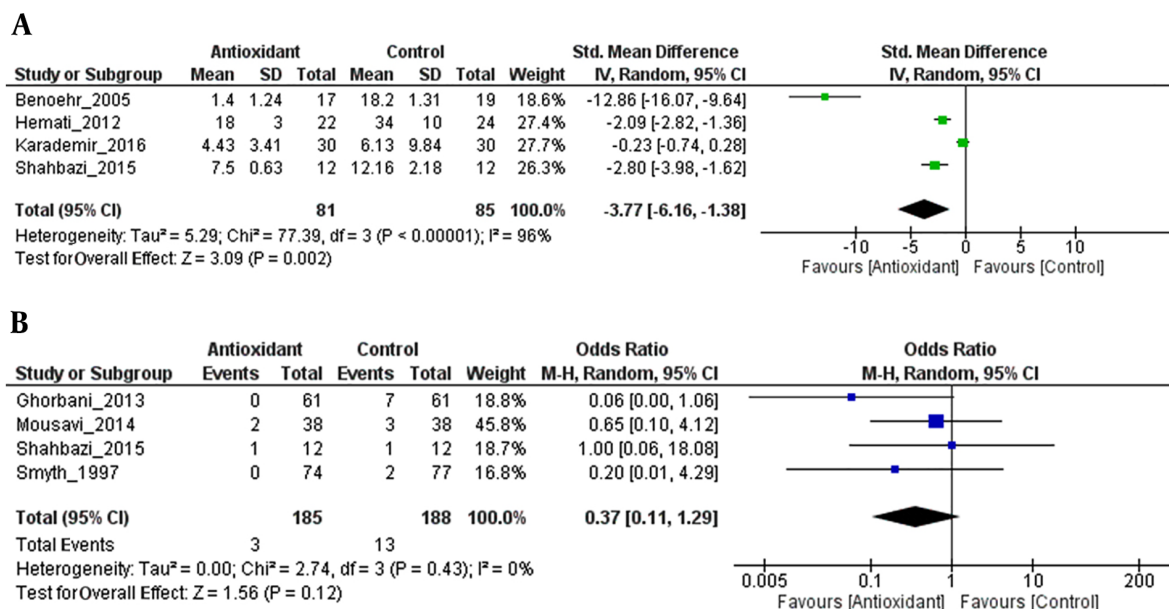 A
Antioxidant Control Std. Mean Difference Std. Mean Difference
Study or Subgroup Mean SD Total Mean SD Total Weight IV, Random, 95% CI IV, Random, 95% CI
Benoehr_2005 1.4 1.24 17 18.2 1.31 19 18.6% -12.86 [-16.07, -9.64]
Hemati_2012 18 3 22 34 10 24 27.4% -2.09 [-2.82, -1.36]
Karademir_2016 4.43 3.41 30 6.13 9.84 30 27.7% -0.23 [-0.74, 0.28]
Shahbazi_2015 7.5 0.63 12 12.16 2.18 12 26.3% -2.80 [-3.98, -1.62]
Total (95% CI) 81 85 100.0% -3.77 [-6.16, -1.38]
Heterogeneity: Tau² = 5.29; Chi² = 77.39, df = 3 (P < 0.00001); I² = 96%
Test for Overall Effect: Z = 3.09 (P = 0.002)
-10 -5 0 5 10
Favours [Antioxidant] Favours [Control]
B
Antioxidant Control Odds Ratio Odds Ratio
Study or Subgroup Events Total Events Total Weight M-H, Random, 95% CI M-H, Random, 95% CI
Ghorbani_2013 0 61 7 61 18.8% 0.06 [0.00, 1.06]
Mousavi_2014 2 38 3 38 45.8% 0.65 [0.10, 4.12]
Shahbazi_2015 1 12 1 12 18.7% 1.00 [0.06, 18.08]
Smyth_1997 0 74 2 77 16.8% 0.20 [0.01, 4.29]
Total (95% CI) 185 188 100.0% 0.37 [0.11, 1.29]
Total Events 3 13
Heterogeneity: Tau² = 0.00; Chi² = 2.74, df = 3 (P = 0.43); I² = 0%
Test for Overall Effect: Z = 1.56 (P = 0.12)
0.005 0.1 1 10 200
Favours [Antioxidant] Favours [Control]